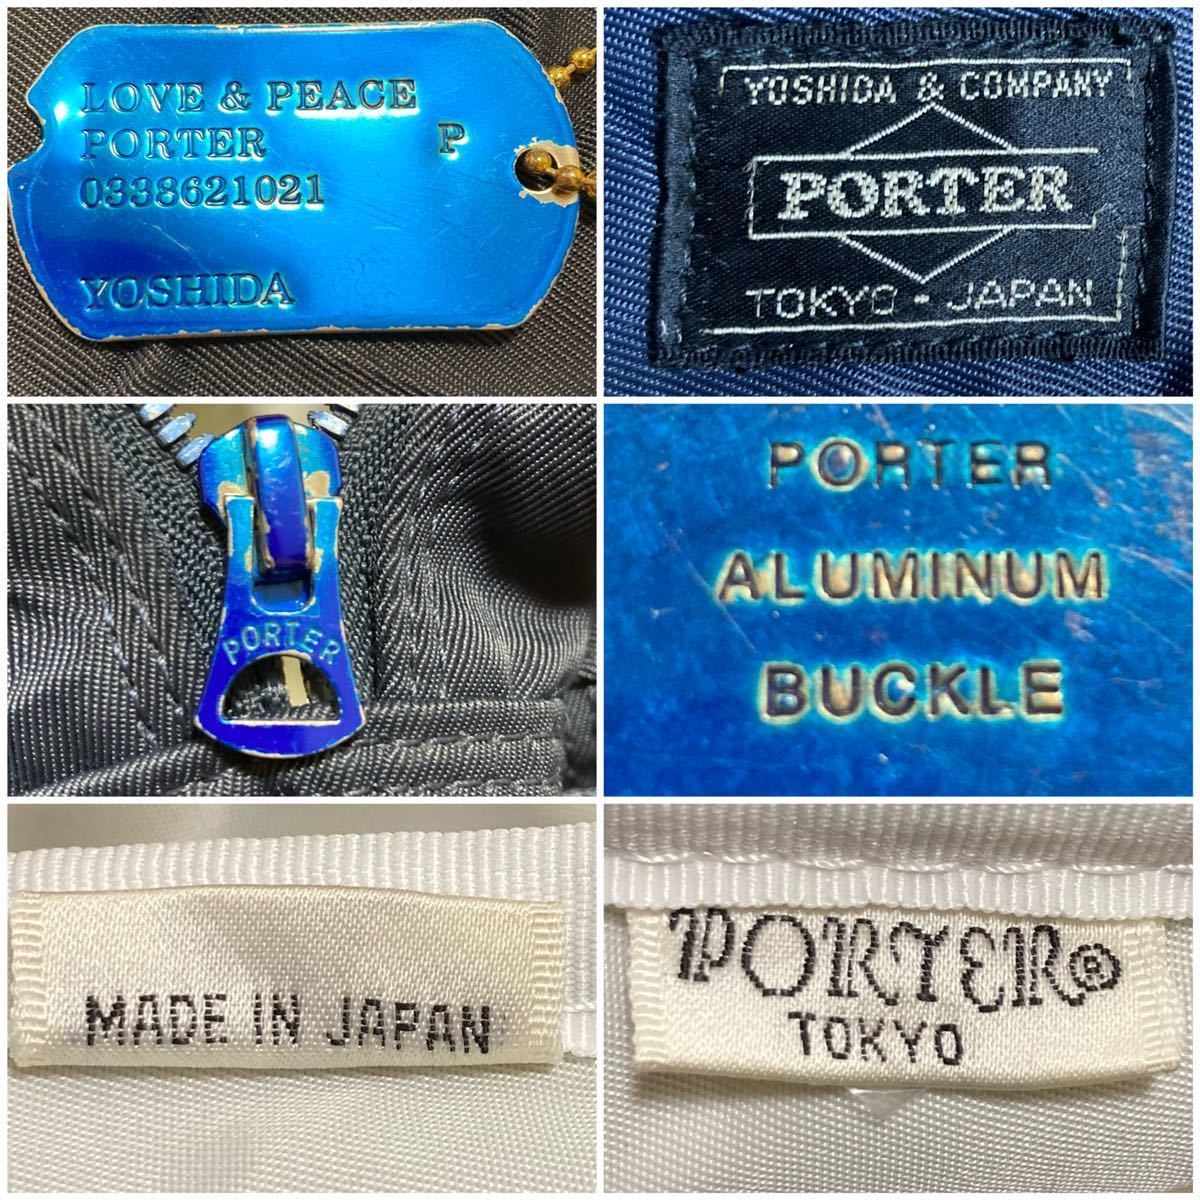 LOVE & PEACE
PORTER P
0338621021
YOSHIDA
YOSHIDA & COMPANY
PORTER
TOKYO · JAPAN
PORTER
PORTER
ALUMINUM
BUCKLE
MADE IN JAPAN
PORTER®
TOKYO